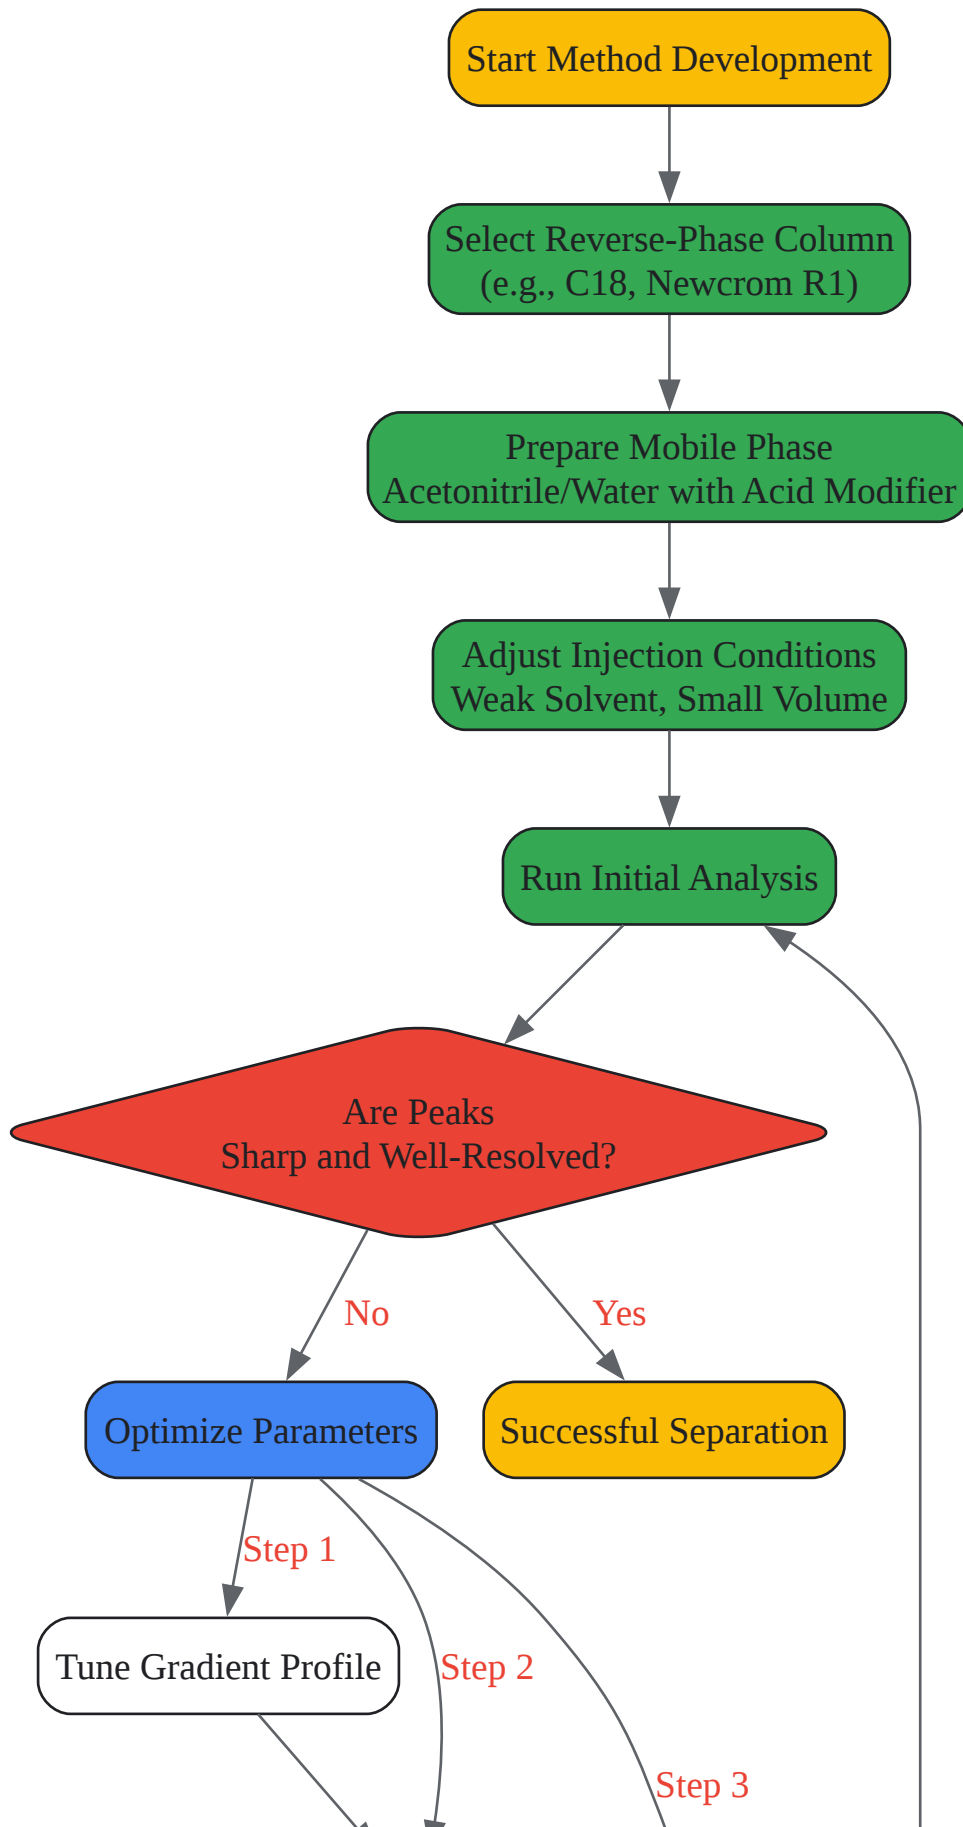 Start Method Development
Select Reverse-Phase Column
(e.g., C18, Newcrom R1)
Prepare Mobile Phase
Acetonitrile/Water with Acid Modifier
Adjust Injection Conditions
Weak Solvent, Small Volume
Run Initial Analysis
Are Peaks
Sharp and Well-Resolved?
No
Yes
Optimize Parameters
Successful Separation
Step 1
Tune Gradient Profile
Step 2
Step 3